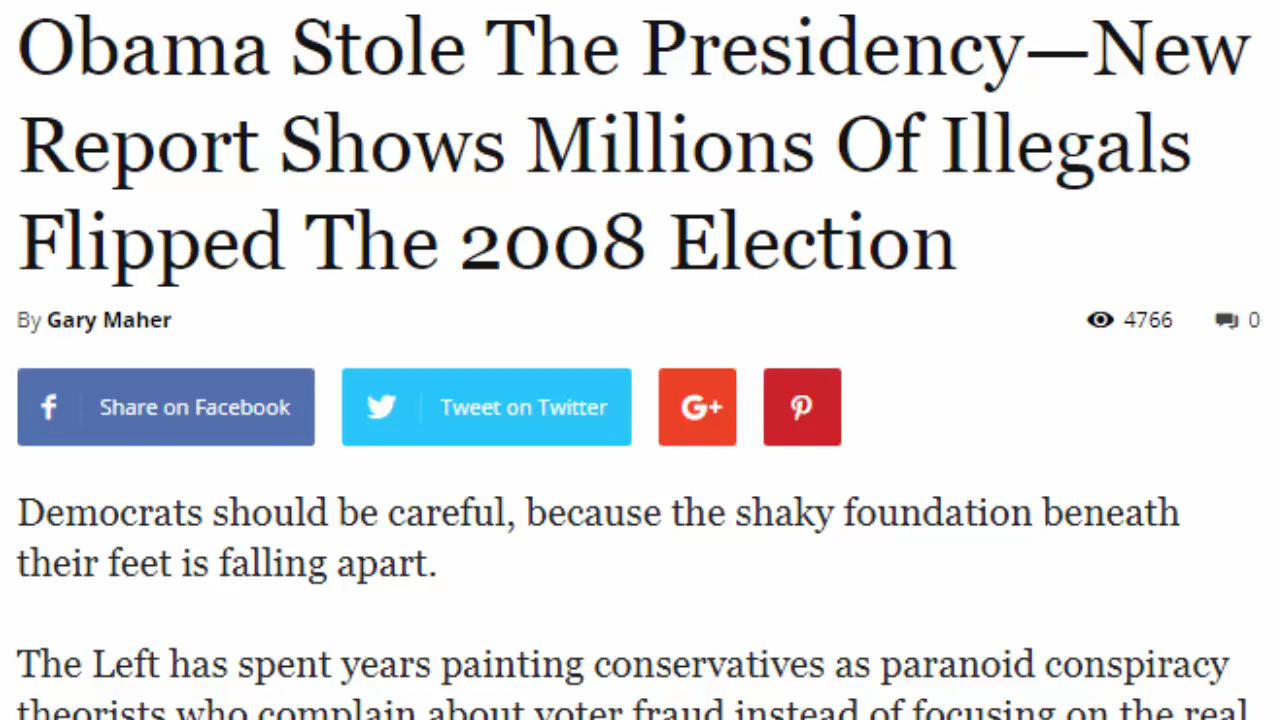 Obama Stole The Presidency—New
Report Shows Millions Of Illegals
Flipped The 2008 Election
By Gary Maher 4766 0
Share on Facebook Tweet on Twitter G+
Democrats should be careful, because the shaky foundation beneath
their feet is falling apart.
The Left has spent years painting conservatives as paranoid conspiracy
theorists who complain about voter fraud instead of focusing on the real